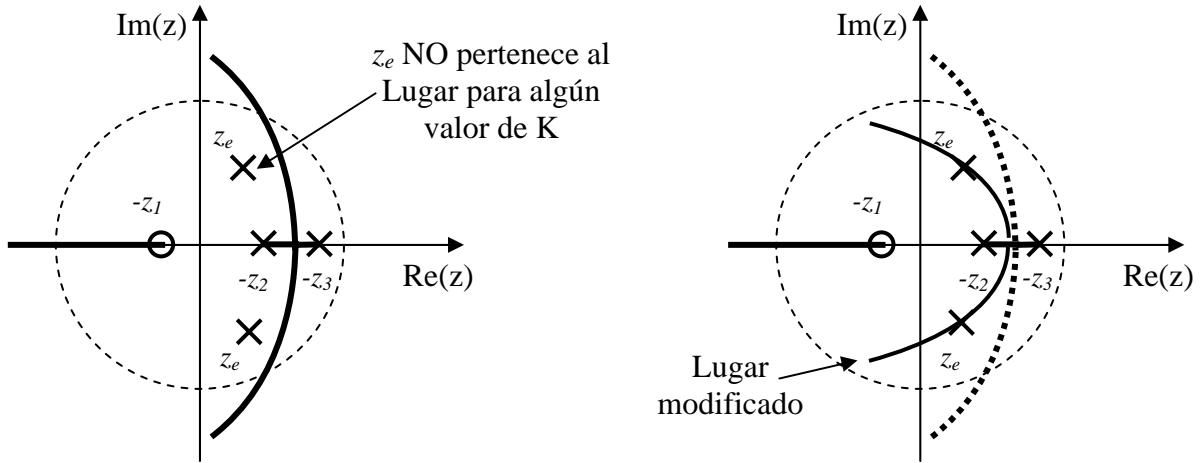 Im(z)
z_e NO pertenece al
Lugar para algún
valor de K
z_e
-z_1
-z_2
-z_3
Re(z)
z_e
Im(z)
z_e
-z_1
-z_2
-z_3
Re(z)
z_e
Lugar
modificado